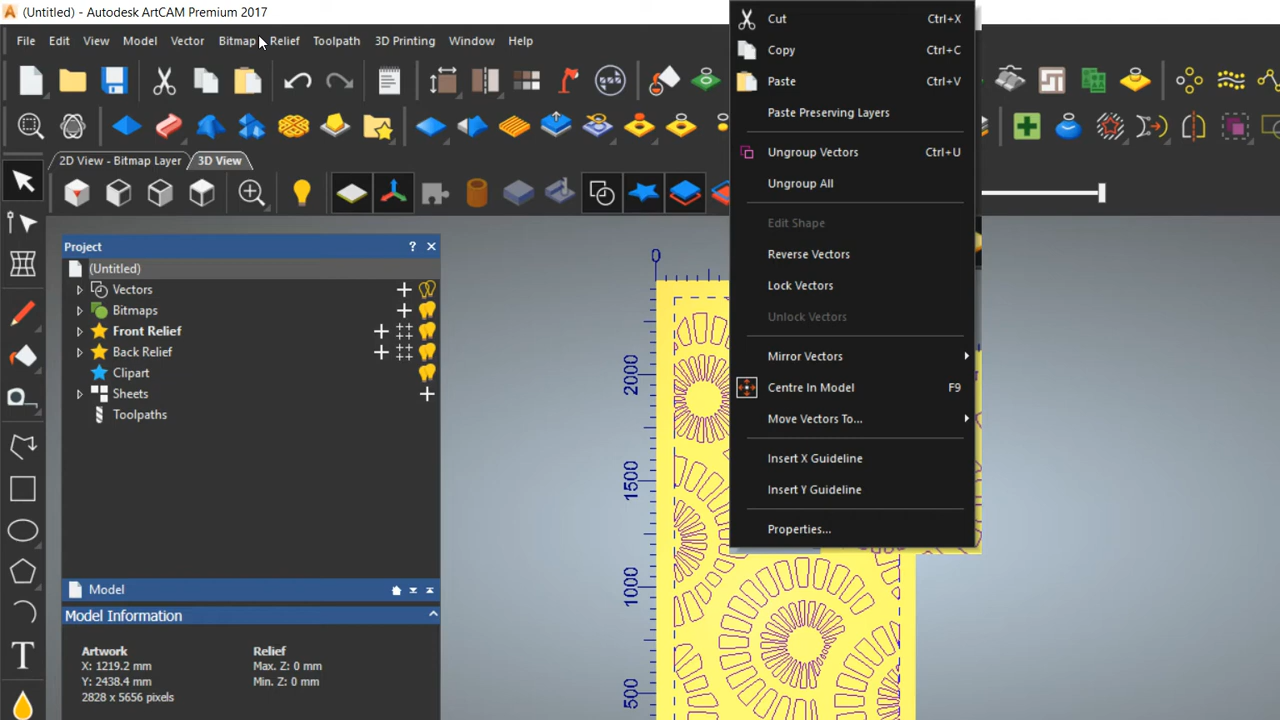 (Untitled) - Autodesk ArtCAM Premium 2017
File Edit View Model Vector Bitmap Relief Toolpath 3D Printing Window Help
2D View - Bitmap Layer 3D View
Project ?
(Untitled)
Vectors
Bitmaps
Front Relief
Back Relief
Clipart
Sheets
Toolpaths
Model
Model Information
Artwork Relief
X: 1219.2 mm Max. Z: 0 mm
Y: 2438.4 mm Min. Z: 0 mm
2828 x 5656 pixels
T
0
2000
1500
1000
500
Cut Ctrl+X
Copy Ctrl+C
Paste Ctrl+V
Paste Preserving Layers
Ungroup Vectors Ctrl+U
Ungroup All
Edit Shape
Reverse Vectors
Lock Vectors
Unlock Vectors
Mirror Vectors
Centre In Model F9
Move Vectors To...
Insert X Guideline
Insert Y Guideline
Properties...